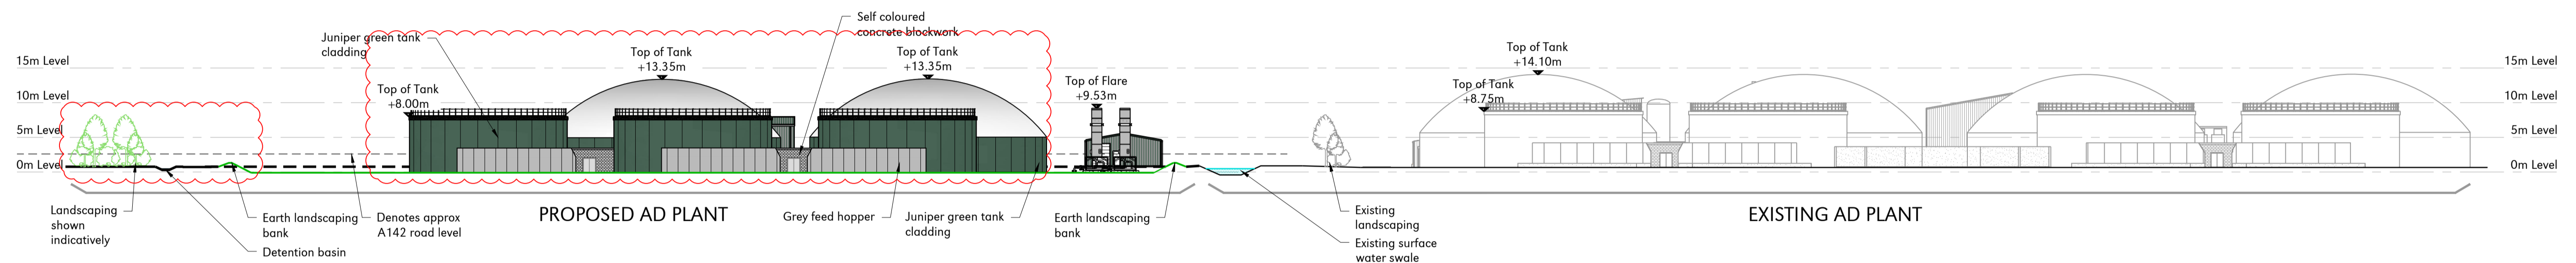 Self coloured
concrete blockwork
Juniper green tank
cladding
Top of Tank
+13.35m
Top of Tank
+13.35m
Top of Tank
+14.10m
15m Level
15m Level
Top of Tank
+8.00m
Top of Flare
+9.53m
Top of Tank
+8.75m
10m Level
10m Level
5m Level
5m Level
0m Level
0m Level
Landscaping
shown
indicatively
Earth landscaping
bank
Detention basin
Denotes approx
A142 road level
PROPOSED AD PLANT
Grey feed hopper
Juniper green tank
cladding
Earth landscaping
bank
Existing
landscaping
Existing surface
water swale
EXISTING AD PLANT